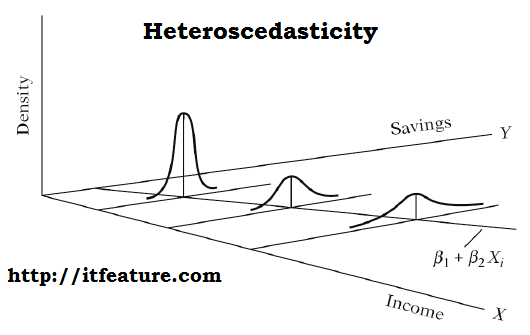 Heteroscedasticity
Density
Savings
Y
β₁ + β₂ Xᵢ
http://itfeature.com
Income
X